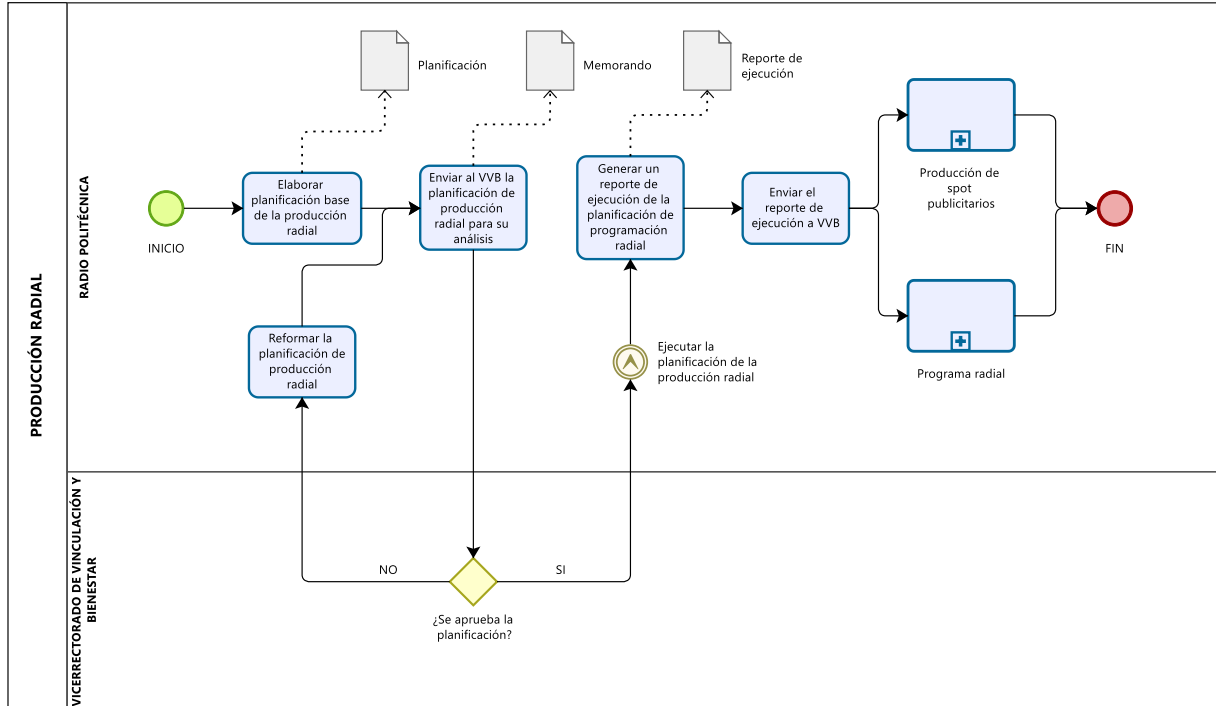 PRODUCCIÓN RADIAL
RADIO POLITÉCNICA
Planificación
Memorando
Reporte de
ejecución
INICIO
Elaborar
planificación base
de la producción
radial
Enviar al VVB la
planificación de
producción
radial para su
análisis
Generar un
reporte de
ejecución de la
planificación de
programación
radial
Enviar el
reporte de
ejecución a VVB
Producción de
spot
publicitarios
FIN
Reformar la
planificación de
producción
radial
Ejecutar la
planificación de la
producción radial
Programa radial
VICERRECTORADO DE VINCULACIÓN Y
BIENESTAR
NO
SI
¿Se aprueba la
planificación?